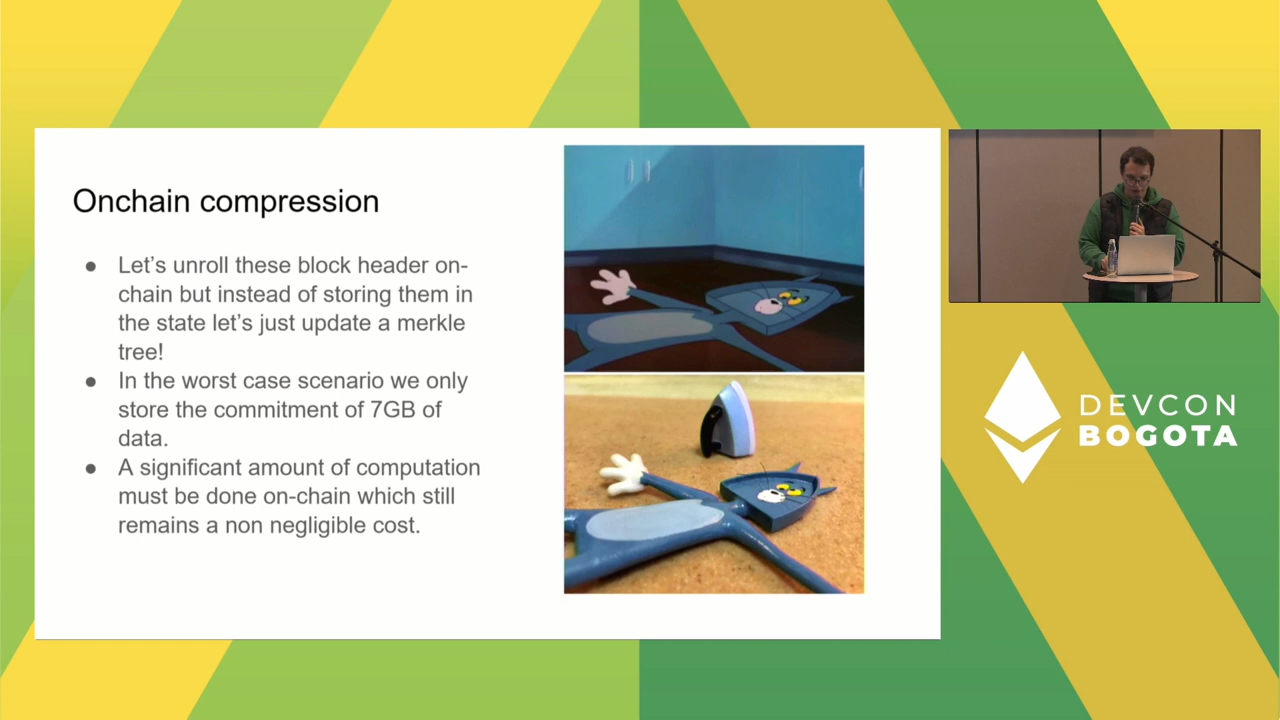 Onchain compression
● Let's unroll these block header on-
chain but instead of storing them in
the state let's just update a merkle
tree!
● In the worst case scenario we only
store the commitment of 7GB of
data.
● A significant amount of computation
must be done on-chain which still
remains a non negligible cost.
DEVCON
BOGOTA